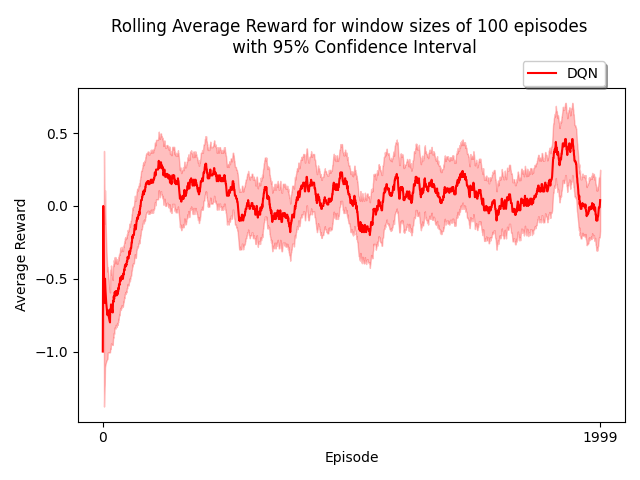 Rolling Average Reward for window sizes of 100 episodes
with 95% Confidence Interval
DQN
Average Reward
0.5
0.0
−0.5
−1.0
0
1999
Episode